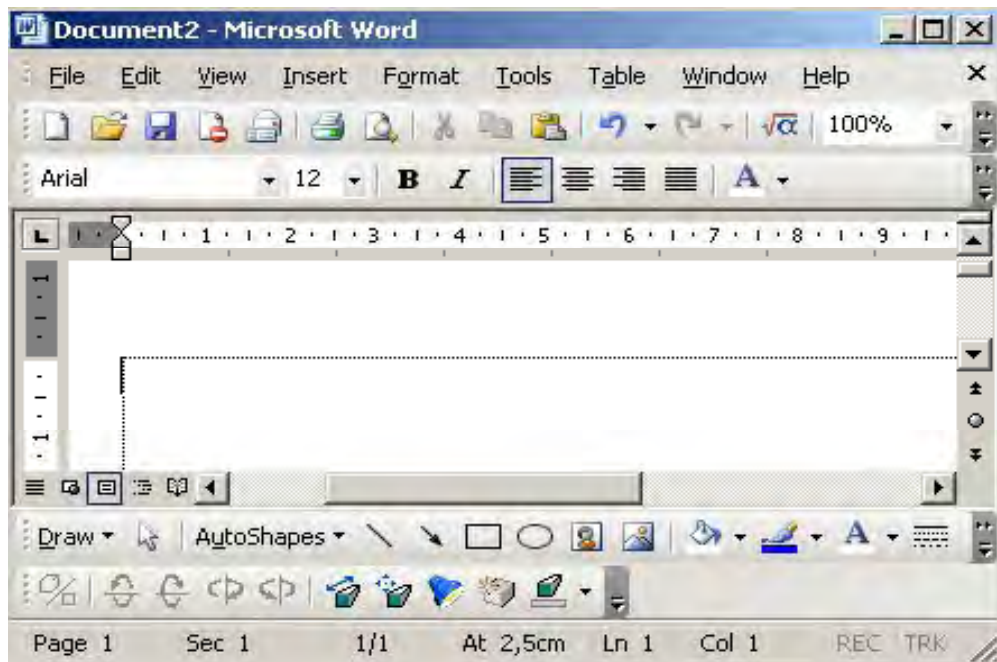 Document2 - Microsoft Word
File Edit View Insert Format Tools Table Window Help
100%
Arial 12 B I A
L 1 2 3 4 5 6 7 8 9
1
1
Draw AutoShapes A
Page 1 Sec 1 1/1 At 2,5cm Ln 1 Col 1 REC TRK